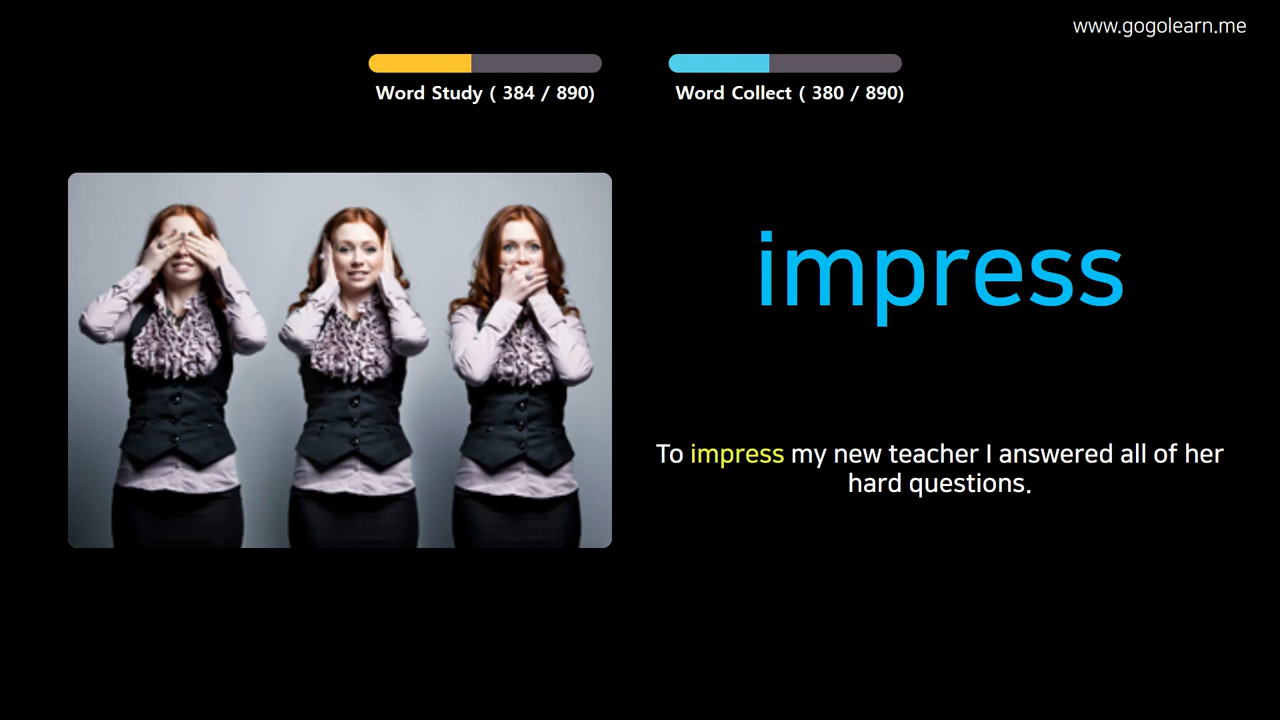 www.gogolearn.me
Word Study ( 384 / 890)
Word Collect ( 380 / 890)
impress
To impress my new teacher I answered all of her
hard questions.